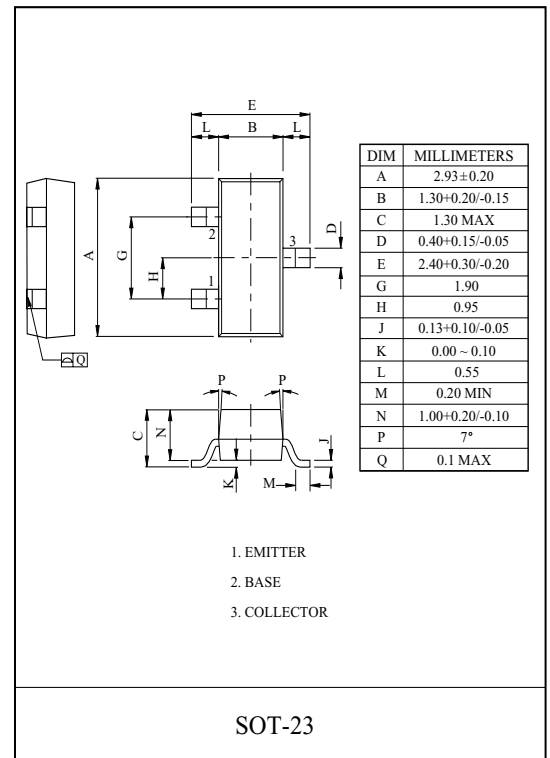 E
L B L
A
G
H
2
1
3
D
Q
P P
C
N
K
M
J
DIM MILLIMETERS
A 2.93±0.20
B 1.30+0.20/-0.15
C 1.30 MAX
D 0.40+0.15/-0.05
E 2.40+0.30/-0.20
G 1.90
H 0.95
J 0.13+0.10/-0.05
K 0.00 ~ 0.10
L 0.55
M 0.20 MIN
N 1.00+0.20/-0.10
P 7°
Q 0.1 MAX
1. EMITTER
2. BASE
3. COLLECTOR
SOT-23